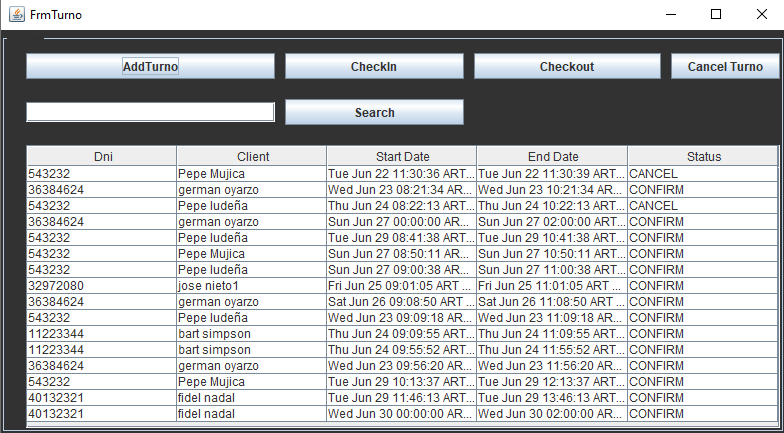 FrmTurno
AddTurno CheckIn Checkout Cancel Turno
Search
Dni Client Start Date End Date Status
543232 Pepe Mujica Tue Jun 22 11:30:36 ART... Tue Jun 22 11:30:39 ART... CANCEL
36384624 german oyarzo Wed Jun 23 08:21:34 AR... Wed Jun 23 10:21:34 AR... CONFIRM
543232 Pepe ludeña Thu Jun 24 08:22:13 ART... Thu Jun 24 10:22:13 ART... CANCEL
36384624 german oyarzo Sun Jun 27 00:00:00 AR... Sun Jun 27 02:00:00 AR... CONFIRM
543232 Pepe ludeña Tue Jun 29 08:41:38 ART... Tue Jun 29 10:41:38 ART... CONFIRM
543232 Pepe Mujica Sun Jun 27 08:50:11 AR... Sun Jun 27 10:50:11 AR... CONFIRM
543232 Pepe ludeña Sun Jun 27 09:00:38 AR... Sun Jun 27 11:00:38 AR... CONFIRM
32972080 jose nieto1 Fri Jun 25 09:01:05 ART ... Fri Jun 25 11:01:05 ART ... CONFIRM
36384624 german oyarzo Sat Jun 26 09:08:50 ART ... Sat Jun 26 11:08:50 ART ... CONFIRM
543232 Pepe ludeña Wed Jun 23 09:09:18 AR... Wed Jun 23 11:09:18 AR... CONFIRM
11223344 bart simpson Thu Jun 24 09:09:55 ART... Thu Jun 24 11:09:55 ART... CONFIRM
11223344 bart simpson Thu Jun 24 09:55:52 ART... Thu Jun 24 11:55:52 ART... CONFIRM
36384624 german oyarzo Wed Jun 23 09:56:20 AR... Wed Jun 23 11:56:20 AR... CONFIRM
543232 Pepe Mujica Tue Jun 29 10:13:37 ART... Tue Jun 29 12:13:37 ART... CONFIRM
40132321 fidel nadal Tue Jun 29 11:46:13 ART... Tue Jun 29 13:46:13 ART... CONFIRM
40132321 fidel nadal Wed Jun 30 00:00:00 AR... Wed Jun 30 02:00:00 AR... CONFIRM